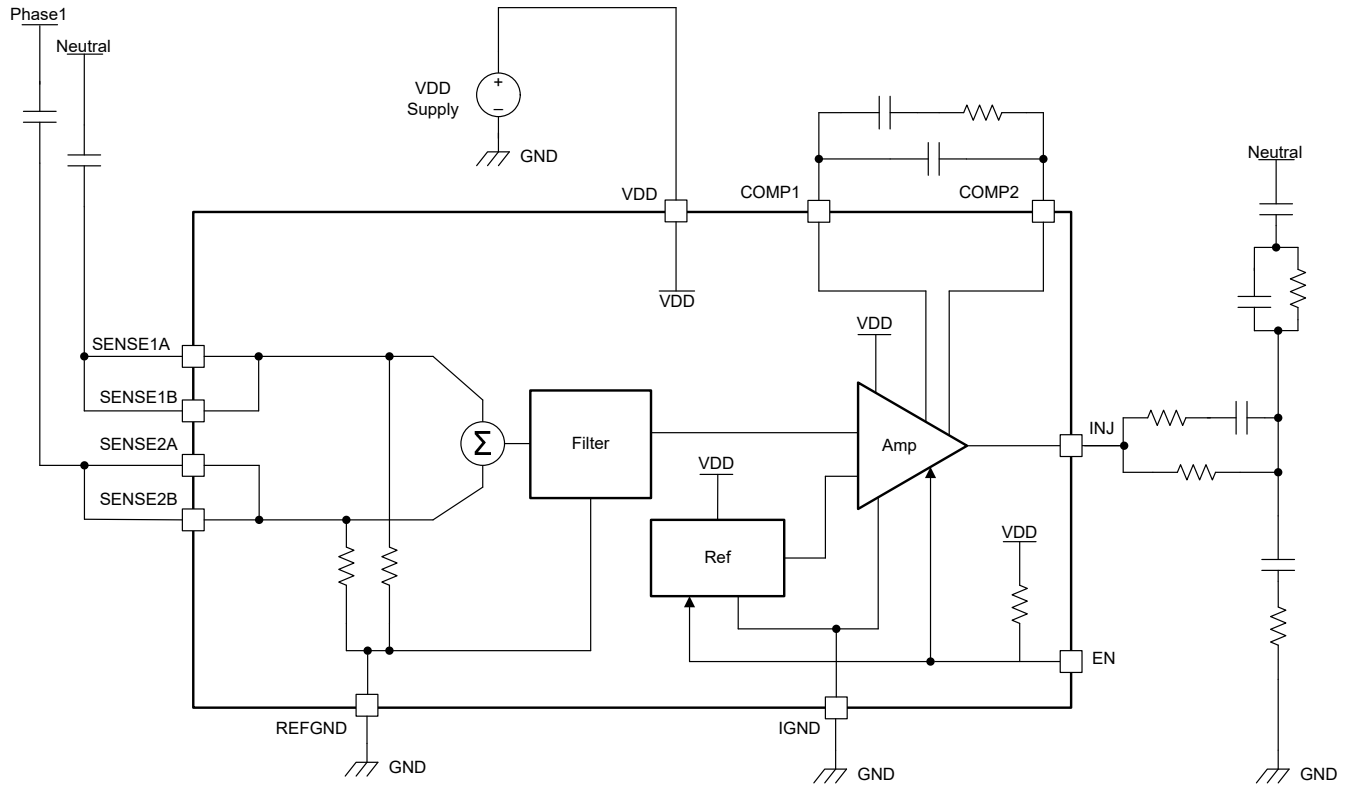 Phase1
Neutral
VDD
Supply
+
−
GND
VDD
COMP1
COMP2
Neutral
VDD
VDD
SENSE1A
SENSE1B
SENSE2A
SENSE2B
Σ
Filter
Amp
INJ
VDD
Ref
VDD
EN
REFGND
IGND
GND
GND
GND